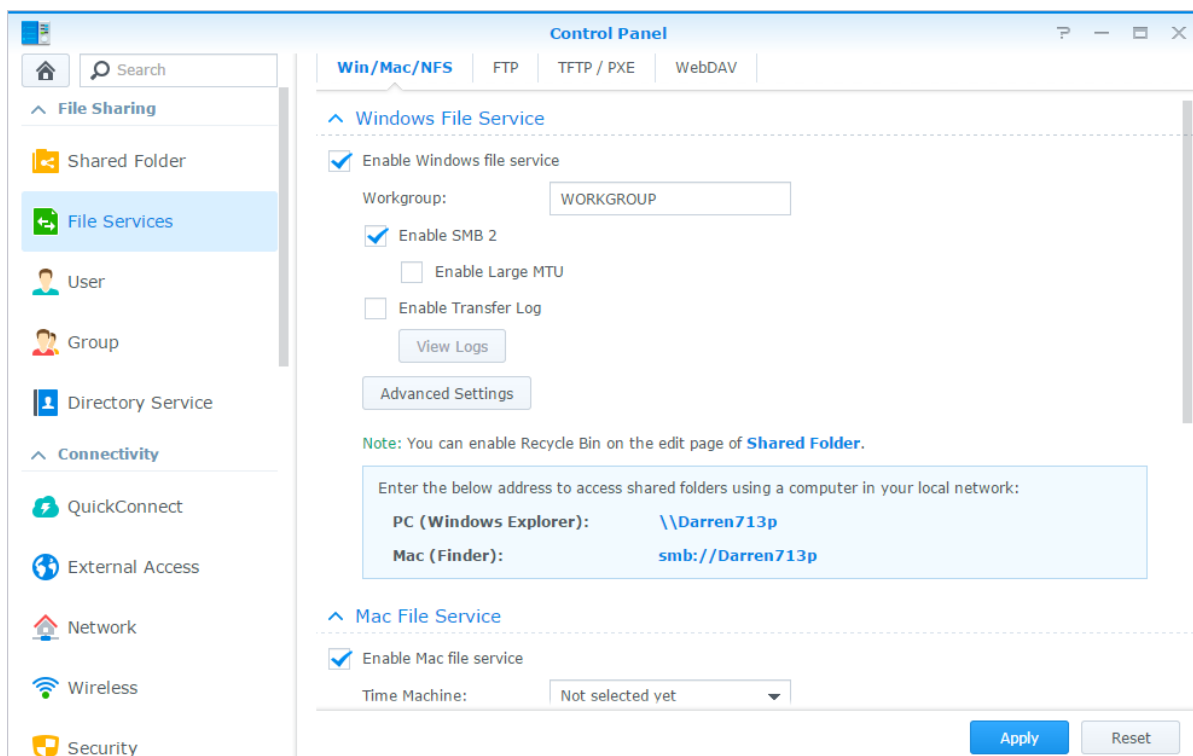 Control Panel
Search
File Sharing
Shared Folder
File Services
User
Group
Directory Service
Connectivity
QuickConnect
External Access
Network
Wireless
Security
Win/Mac/NFS FTP TFTP / PXE WebDAV
Windows File Service
Enable Windows file service
Workgroup: WORKGROUP
Enable SMB 2
Enable Large MTU
Enable Transfer Log
View Logs
Advanced Settings
Note: You can enable Recycle Bin on the edit page of Shared Folder.
Enter the below address to access shared folders using a computer in your local network:
PC (Windows Explorer): \\Darren713p
Mac (Finder): smb://Darren713p
Mac File Service
Enable Mac file service
Time Machine: Not selected yet
Apply Reset